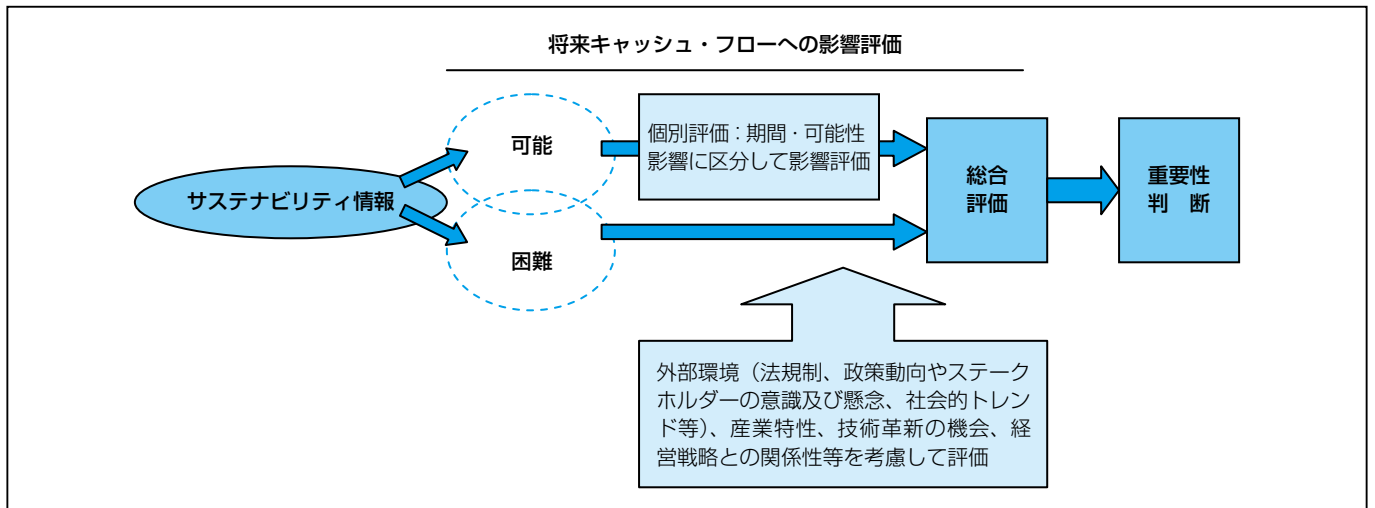 将来キャッシュ・フローへの影響評価
サステナビリティ情報
可能
困難
個別評価：期間・可能性
影響に区分して影響評価
総合
評価
重要性
判　断
外部環境（法規制、政策動向やステーク
ホルダーの意識及び懸念、社会的トレン
ド等）、産業特性、技術革新の機会、経
営戦略との関係性等を考慮して評価